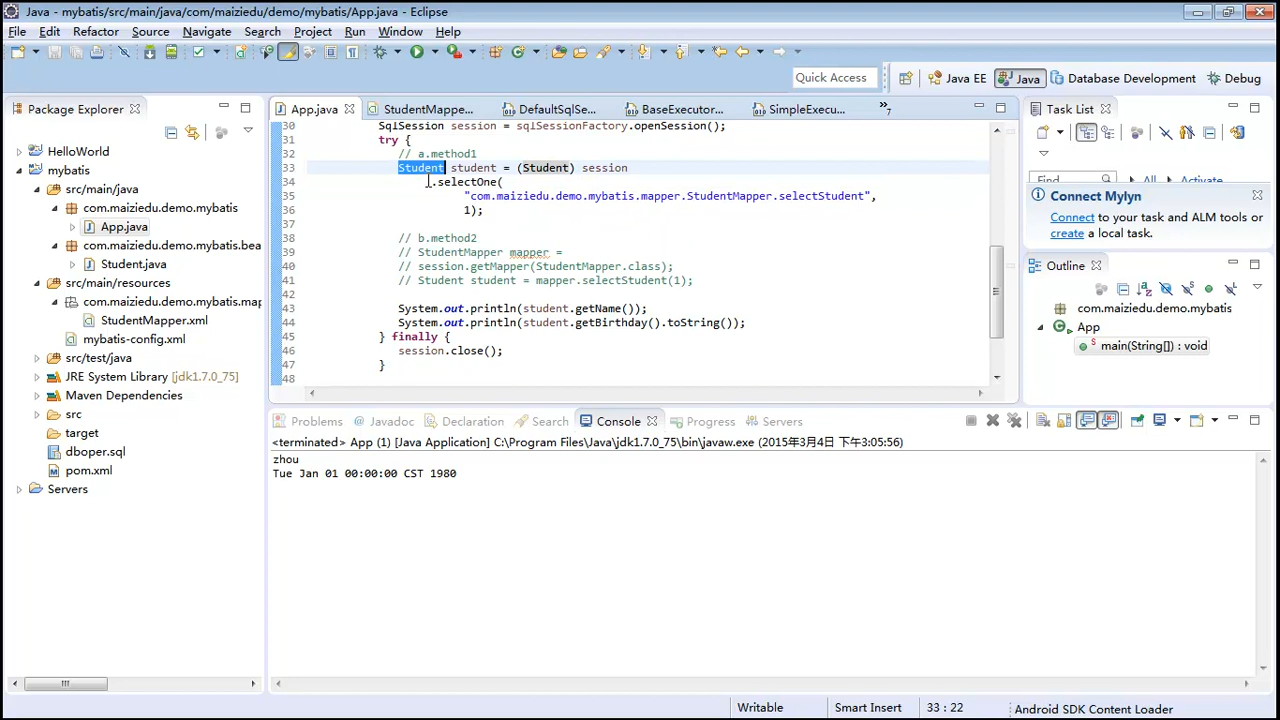 Java - mybatis/src/main/java/com/maiziedu/demo/mybatis/App.java - Eclipse
File Edit Refactor Source Navigate Search Project Run Window Help
Quick Access
Java EE
Java
Database Development
Debug
Package Explorer
HelloWorld
mybatis
src/main/java
com.maiziedu.demo.mybatis
App.java
com.maiziedu.demo.mybatis.bea
Student.java
src/main/resources
com.maiziedu.demo.mybatis.map
StudentMapper.xml
mybatis-config.xml
src/test/java
JRE System Library [jdk1.7.0_75]
Maven Dependencies
src
target
dboper.sql
pom.xml
Servers
App.java StudentMappe... DefaultSqlSe... BaseExecutor... SimpleExecu... 7
30 SqlSession session = sqlSessionFactory.openSession();
31 try {
32 // a.method1
33 Student student = (Student) session
34 .selectOne(
35 "com.maiziedu.demo.mybatis.mapper.StudentMapper.selectStudent",
36 1);
37
38 // b.method2
39 // StudentMapper mapper =
40 // session.getMapper(StudentMapper.class);
41 // Student student = mapper.selectStudent(1);
42
43 System.out.println(student.getName());
44 System.out.println(student.getBirthday().toString());
45 } finally {
46 session.close();
47 }
48
Task List
Find
All
Activate...
Connect Mylyn
Connect to your task and ALM tools or
create a local task.
Outline
com.maiziedu.demo.mybatis
App
main(String[]) : void
Problems Javadoc Declaration Search Console Progress Servers
<terminated> App (1) [Java Application] C:\Program Files\Java\jdk1.7.0_75\bin\javaw.exe (2015年3月4日 下午3:05:56)
zhou
Tue Jan 01 00:00:00 CST 1980
Writable
Smart Insert
33 : 22
Android SDK Content Loader